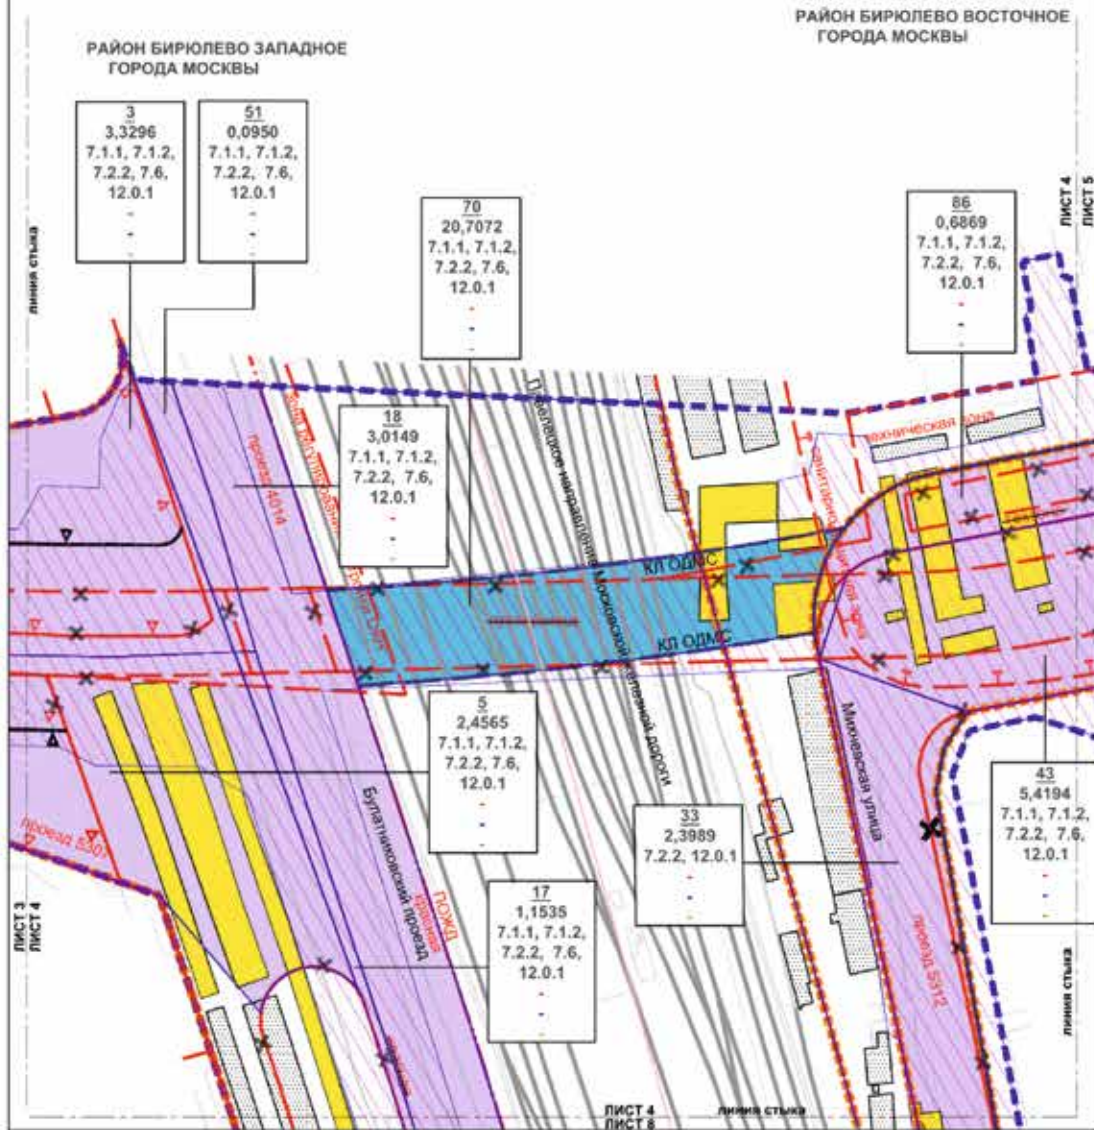 РАЙОН БИРЮЛЕВО ВОСТОЧНОЕ
ГОРОДА МОСКВЫ
РАЙОН БИРЮЛЕВО ЗАПАДНОЕ
ГОРОДА МОСКВЫ
3
3,3296
7.1.1, 7.1.2,
7.2.2, 7.6,
12.0.1
-
-
51
0,0950
7.1.1, 7.1.2,
7.2.2, 7.6,
12.0.1
-
-
-
70
20,7072
7.1.1, 7.1.2,
7.2.2, 7.6,
12.0.1
-
-
-
86
0,6869
7.1.1, 7.1.2,
7.2.2, 7.6,
12.0.1
-
-
-
ЛИСТ 4
ЛИСТ 5
линия стыка
18
3,0149
7.1.1, 7.1.2,
7.2.2, 7.6,
12.0.1
-
-
-
проезд 4014
Павелецкое направление Московской железной дороги
техническая зона
КЛ ОДМС
КЛ ОДМС
5
2,4565
7.1.1, 7.1.2,
7.2.2, 7.6,
12.0.1
-
-
-
33
2,3989
7.2.2, 12.0.1
-
-
-
43
5,4194
7.1.1, 7.1.2,
7.2.2, 7.6,
12.0.1
-
-
-
17
1,1535
7.1.1, 7.1.2,
7.2.2, 7.6,
12.0.1
-
-
-
Булатниковский проезд
Михневская улица
проезд 5307
проезд 5312
ПОЖД
красная
ЛИСТ 3
ЛИСТ 4
линия стыка
ЛИСТ 4
ЛИСТ 8
линия стыка